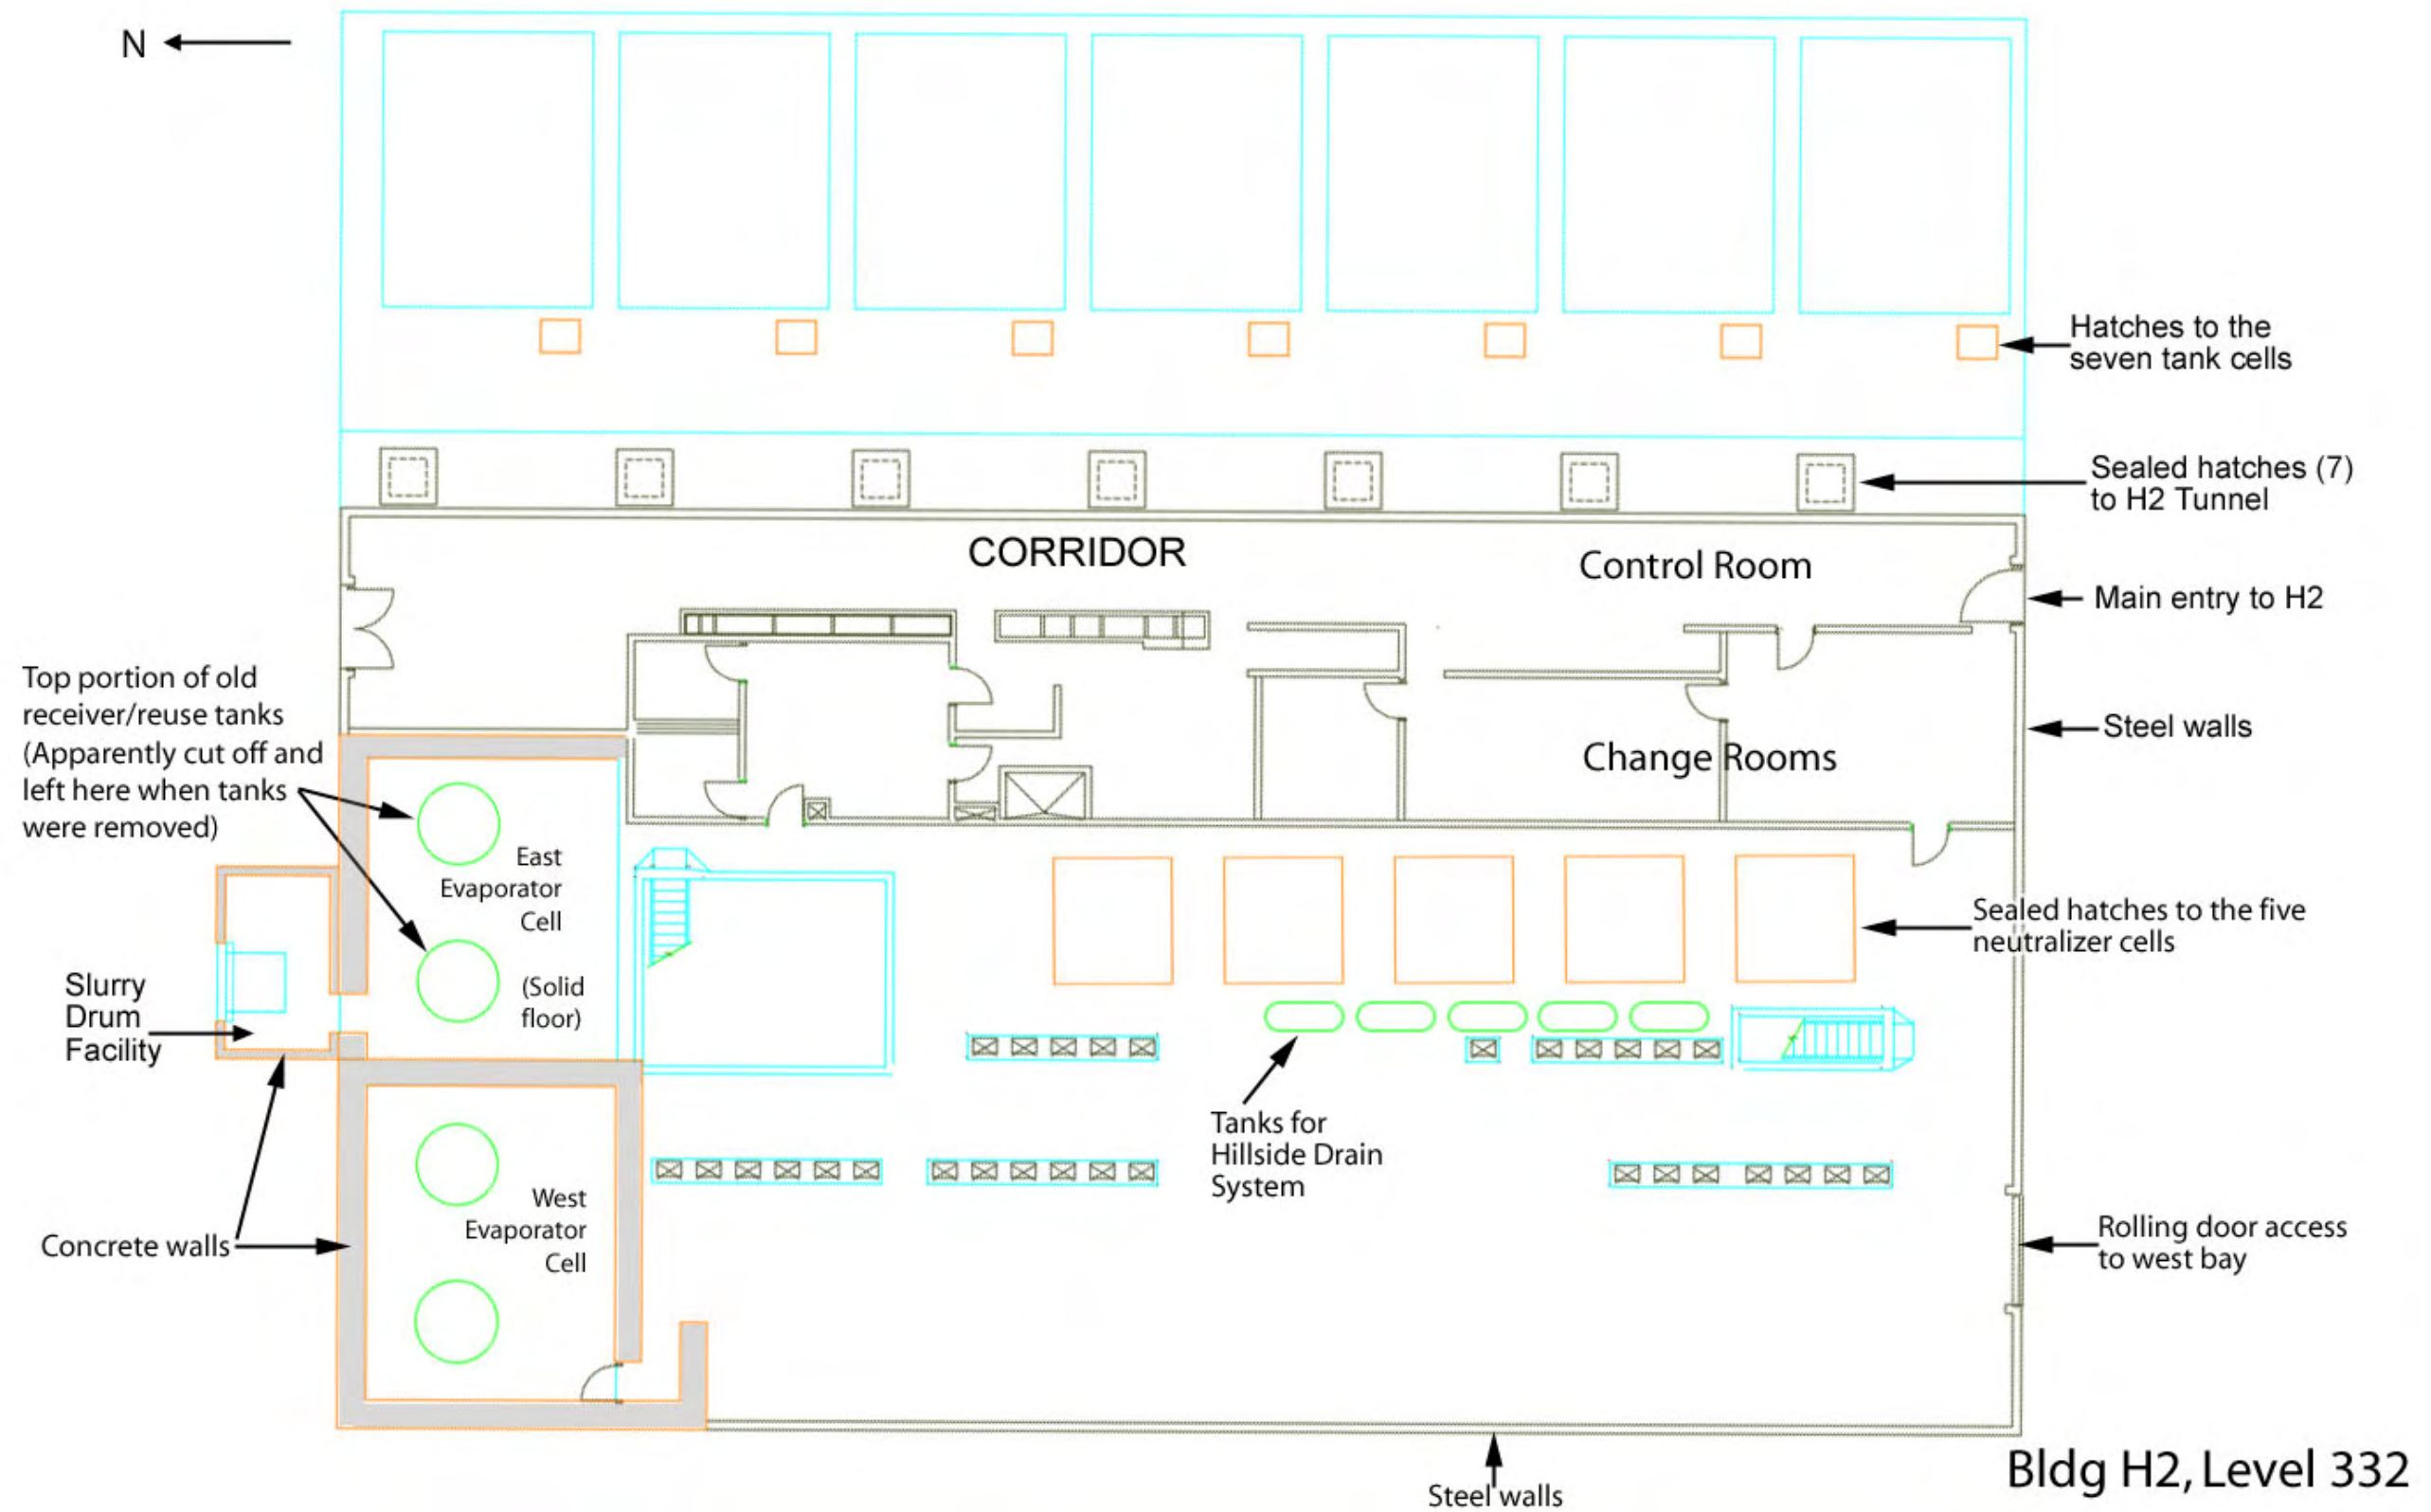 N
Hatches to the
seven tank cells
Sealed hatches (7)
to H2 Tunnel
CORRIDOR
Control Room
Main entry to H2
Top portion of old
receiver/reuse tanks
(Apparently cut off and
left here when tanks
were removed)
Steel walls
Change Rooms
East
Evaporator
Cell
(Solid
floor)
Sealed hatches to the five
neutralizer cells
Slurry
Drum
Facility
Tanks for
Hillside Drain
System
West
Evaporator
Cell
Concrete walls
Rolling door access
to west bay
Bldg H2, Level 332
Steel walls